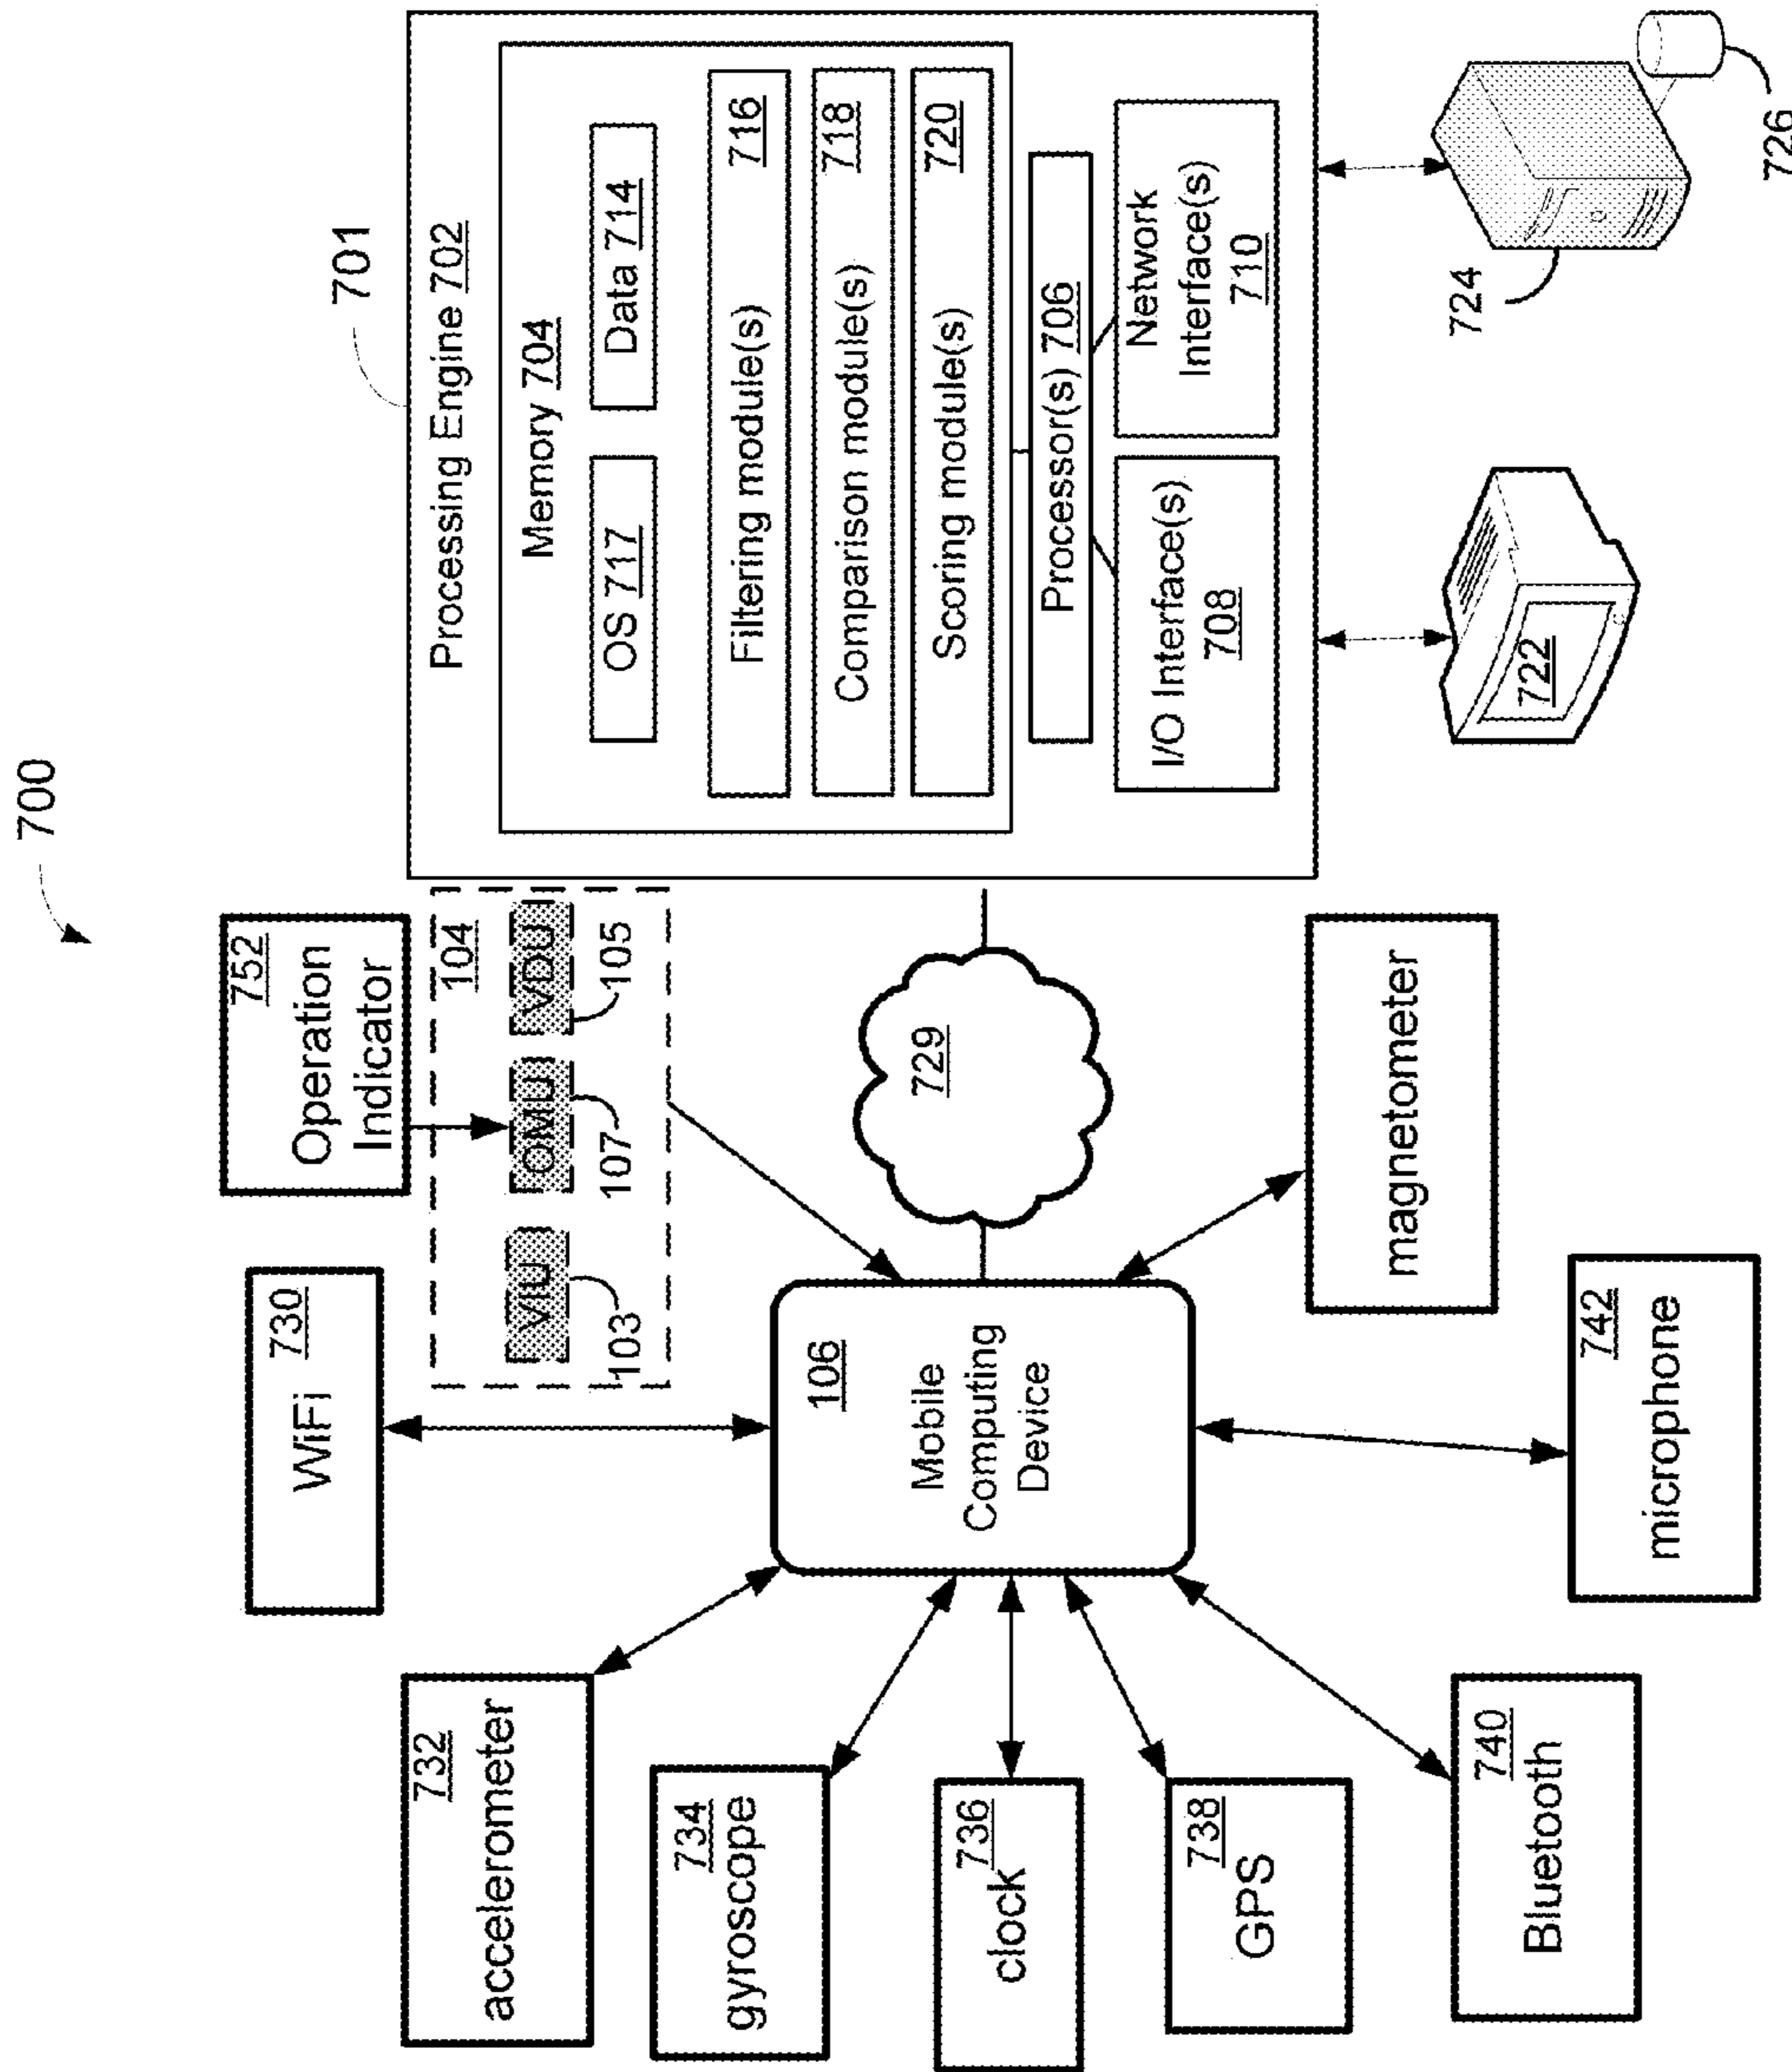 700
701
Processing Engine 702
Memory 704
OS 717
Data 714
Filtering module(s) 716
Comparison module(s) 718
Scoring module(s) 720
Processor(s) 706
I/O Interface(s)
708
Network
Interface(s)
710
722
724
726
752
Operation
Indicator
104
VIU
OMU
VDU
103
107
105
730
WiFi
732
accelerometer
734
gyroscope
736
clock
738
GPS
740
Bluetooth
742
microphone
magnetometer
106
Mobile
Computing
Device
729